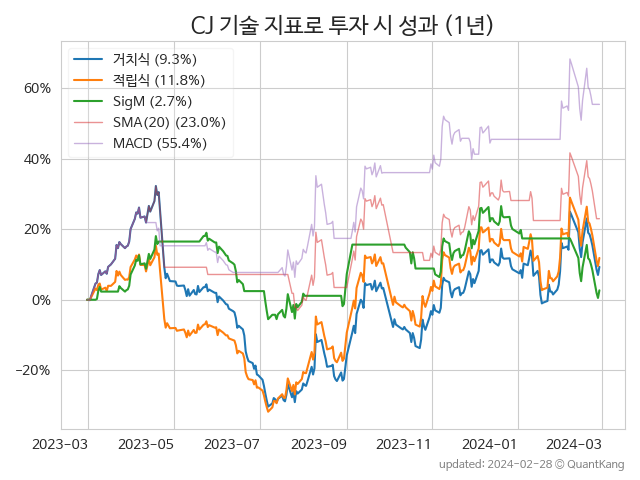 CJ 기술 지표로 투자 시 성과 (1년)
거치식 (9.3%)
적립식 (11.8%)
SigM (2.7%)
SMA(20) (23.0%)
MACD (55.4%)
60%
40%
20%
0%
−20%
2023-03 2023-05 2023-07 2023-09 2023-11 2024-01 2024-03
updated: 2024-02-28 © QuantKang